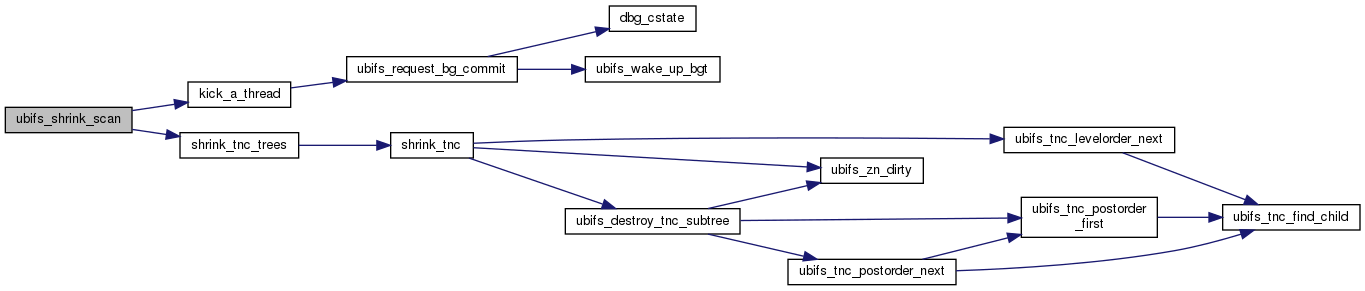 dbg_cstate
ubifs_request_bg_commit
ubifs_wake_up_bgt
kick_a_thread
ubifs_shrink_scan
shrink_tnc_trees
shrink_tnc
ubifs_tnc_levelorder_next
ubifs_zn_dirty
ubifs_destroy_tnc_subtree
ubifs_tnc_postorder
_first
ubifs_tnc_find_child
ubifs_tnc_postorder_next